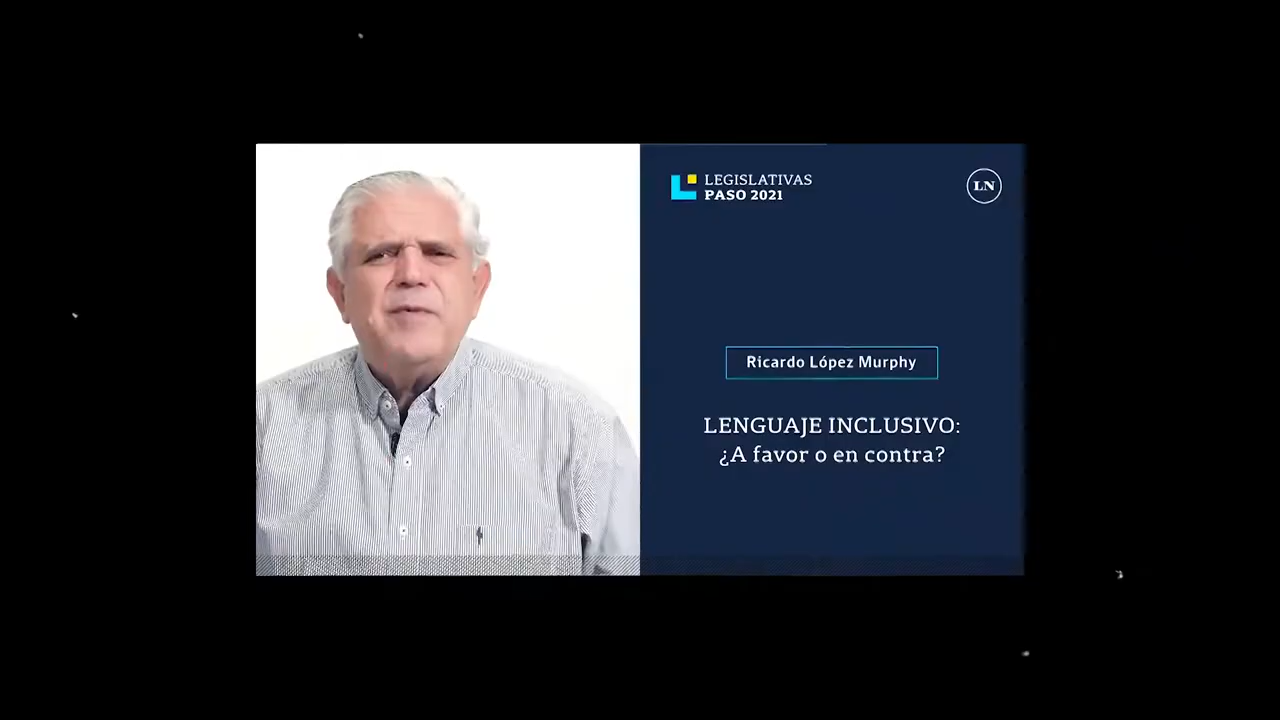 LEGISLATIVAS
PASO 2021
LN
Ricardo López Murphy
LENGUAJE INCLUSIVO:
¿A favor o en contra?